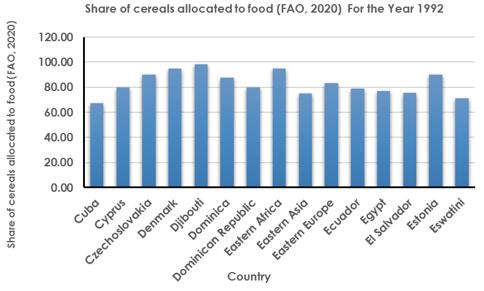 Share of cereals allocated to food (FAO, 2020) For the Year 1992
Share of cereals allocated to food (FAO, 2020)
120.00
100.00
80.00
60.00
40.00
20.00
0.00
Cuba
Cyprus
Czechoslovakia
Denmark
Djibouti
Dominica
Dominican Republic
Eastern Africa
Eastern Asia
Eastern Europe
Ecuador
Egypt
El Salvador
Estonia
Eswatini
Country